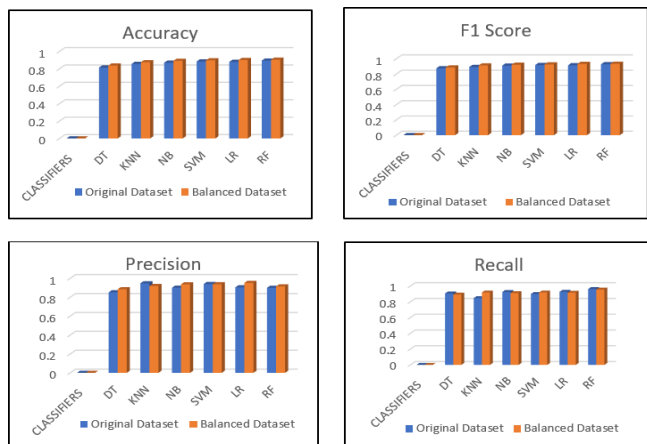 Accuracy
1
0.8
0.6
0.4
0.2
0
CLASSIFIERS DT KNN NB SVM LR RF
Original Dataset Balanced Dataset
F1 Score
1
0.8
0.6
0.4
0.2
0
CLASSIFIERS DT KNN NB SVM LR RF
Original Dataset Balanced Dataset
Precision
1
0.8
0.6
0.4
0.2
0
CLASSIFIERS DT KNN NB SVM LR RF
Original Dataset Balanced Dataset
Recall
1
0.8
0.6
0.4
0.2
0
CLASSIFIERS DT KNN NB SVM LR RF
Original Dataset Balanced Dataset